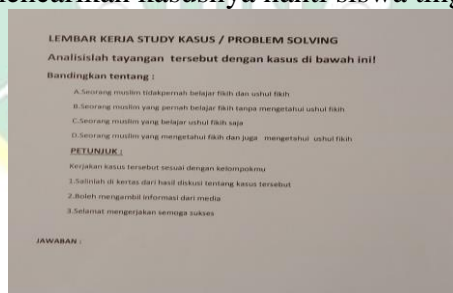 nencarikan kasusnya nanti siswa ting
LEMBAR KERJA STUDY KASUS / PROBLEM SOLVING
Analisislah tayangan tersebut dengan kasus di bawah ini!
Bandingkan tentang :
A.Seorang muslim tidakpernah belajar fikih dan ushul fikih
B.Seorang muslim yang pernah belajar fikih tanpa mengetahui ushul fikih
C.Seorang muslim yang belajar ushul fikih saja
D.Seorang muslim yang mengetahui fikih dan juga mengetahui ushul fikih
PETUNJUK :
Kerjakan kasus tersebut sesuai dengan kelompokmu
1.Salinlah di kertas dari hasil diskusi tentang kasus tersebut
2.Boleh mengambil informasi dari media
3.Selamat mengerjakan semoga sukses
JAWABAN :